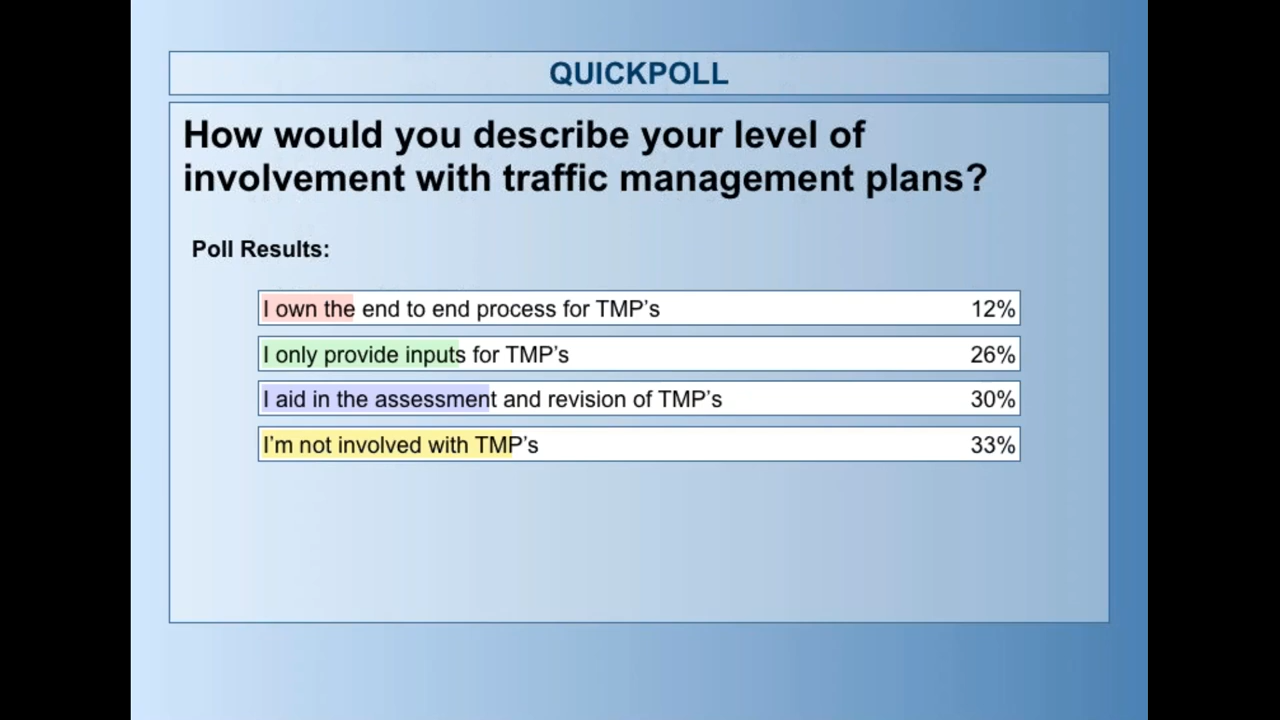 QUICKPOLL
How would you describe your level of
involvement with traffic management plans?
Poll Results:
I own the end to end process for TMP’s 12%
I only provide inputs for TMP’s 26%
I aid in the assessment and revision of TMP’s 30%
I’m not involved with TMP’s 33%